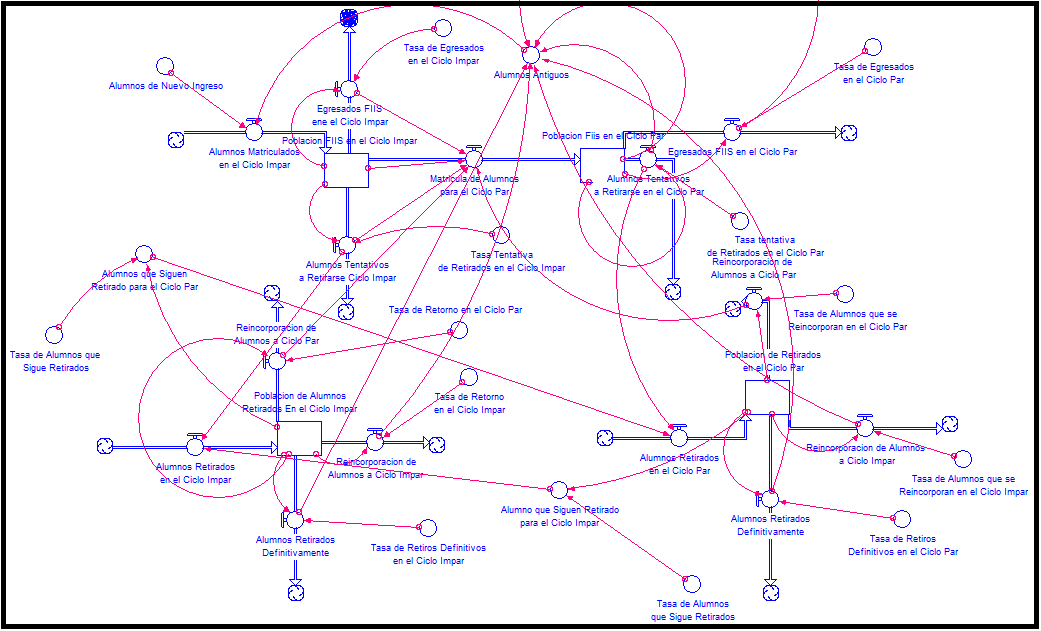 Tasa de Egresados
en el Ciclo Impar
Alumnos Antiguos
Tasa de Egresados
en el Ciclo Par
Alumnos de Nuevo Ingreso
Egresados FIIS
ene el Ciclo Impar
Alumnos Matriculados
en el Ciclo Impar
Poblacion FIIS en el Ciclo Impar
Poblacion Fiis en el Ciclo Par
Egresados FIIS en el Ciclo Par
Matricula de Alumnos
para el Ciclo Par
Alumnos Tentativos
a Retirarse en el Ciclo Par
Tasa tentativa
de Retirados en el Ciclo Par
Tasa Tentativa
de Retirados en el Ciclo Impar
Alumnos Tentativos
a Retirarse Ciclo Impar
Reincorporacion de
Alumnos a Ciclo Par
Alumnos que Siguen
Retirado para el Ciclo Par
Tasa de Retorno en el Ciclo Par
Tasa de Alumnos que se
Reincorporan en el Ciclo Par
Reincorporacion de
Alumnos a Ciclo Par
Tasa de Alumnos que
Sigue Retirados
Poblacion de Retirados
en el Ciclo Par
Poblacion de Alumnos
Retirados En el Ciclo Impar
Tasa de Retorno
en el Ciclo Impar
Alumnos Retirados
en el Ciclo Impar
Reincorporacion de
Alumnos a Ciclo Impar
Alumnos Retirados
en el Ciclo Par
Reincorporacion de Alumnos
a Ciclo Impar
Tasa de Alumnos que se
Reincorporan en el Ciclo Impar
Alumno que Siguen Retirado
para el Ciclo Impar
Alumnos Retirados
Definitivamente
Tasa de Retiros Definitivos
en el Ciclo Impar
Alumnos Retirados
Definitivamente
Tasa de Retiros
Definitivos en el Ciclo Par
Tasa de Alumnos
que Sigue Retirados